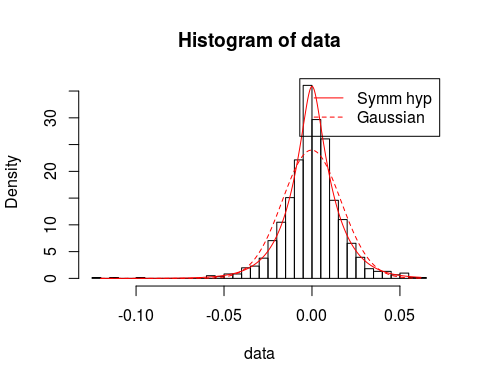 Histogram of data
Symm hyp
Gaussian
Density
30
20
10
5
0
-0.10 -0.05 0.00 0.05
data